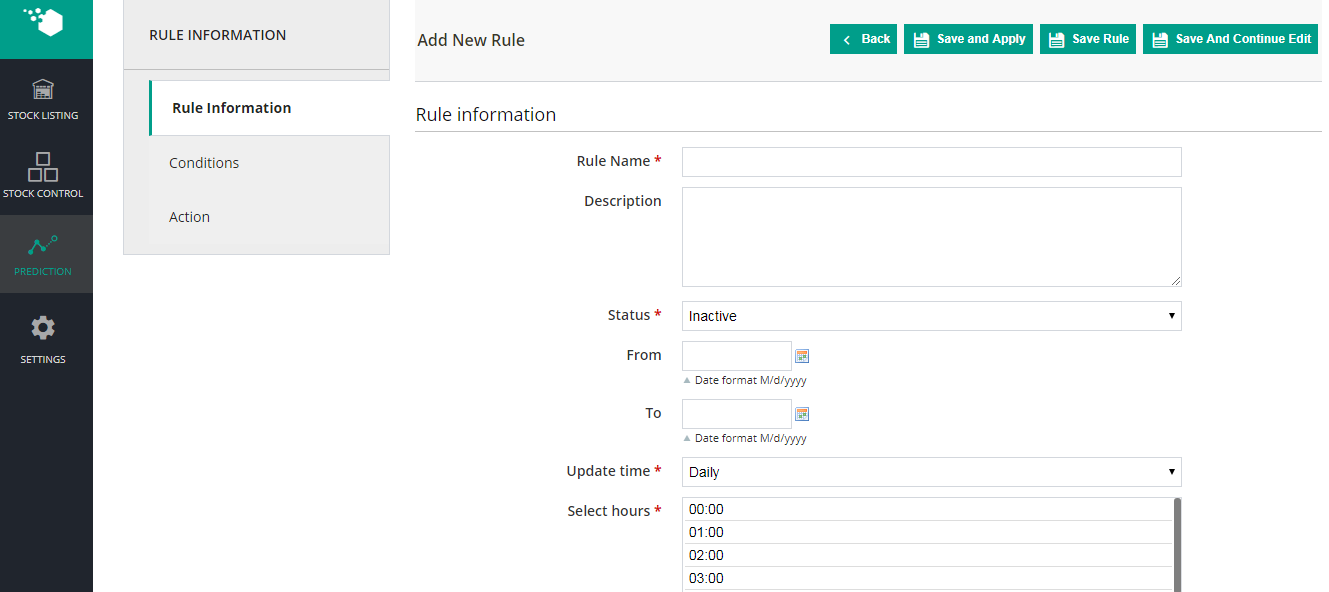 STOCK LISTING
STOCK CONTROL
PREDICTION
SETTINGS
RULE INFORMATION
Rule Information
Conditions
Action
Add New Rule
Back
Save and Apply
Save Rule
Save And Continue Edit
Rule information
Rule Name *
Description
Status *
Inactive
From
Date format M/d/yyyy
To
Date format M/d/yyyy
Update time *
Daily
Select hours *
00:00
01:00
02:00
03:00